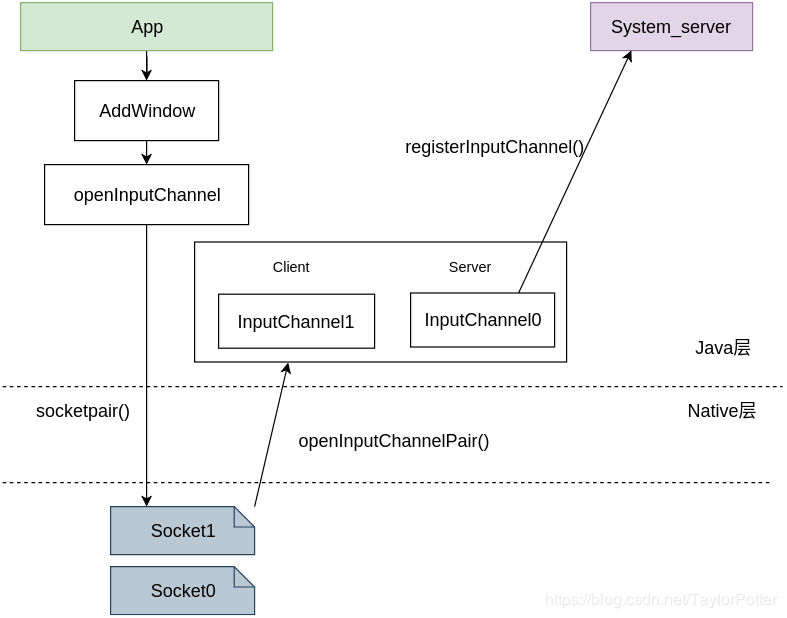 App
System_server
AddWindow
registerInputChannel()
openInputChannel
Client
Server
InputChannel1
InputChannel0
Java层
socketpair()
Native层
openInputChannelPair()
Socket1
Socket0
https://blog.csdn.net/TaylorPotter